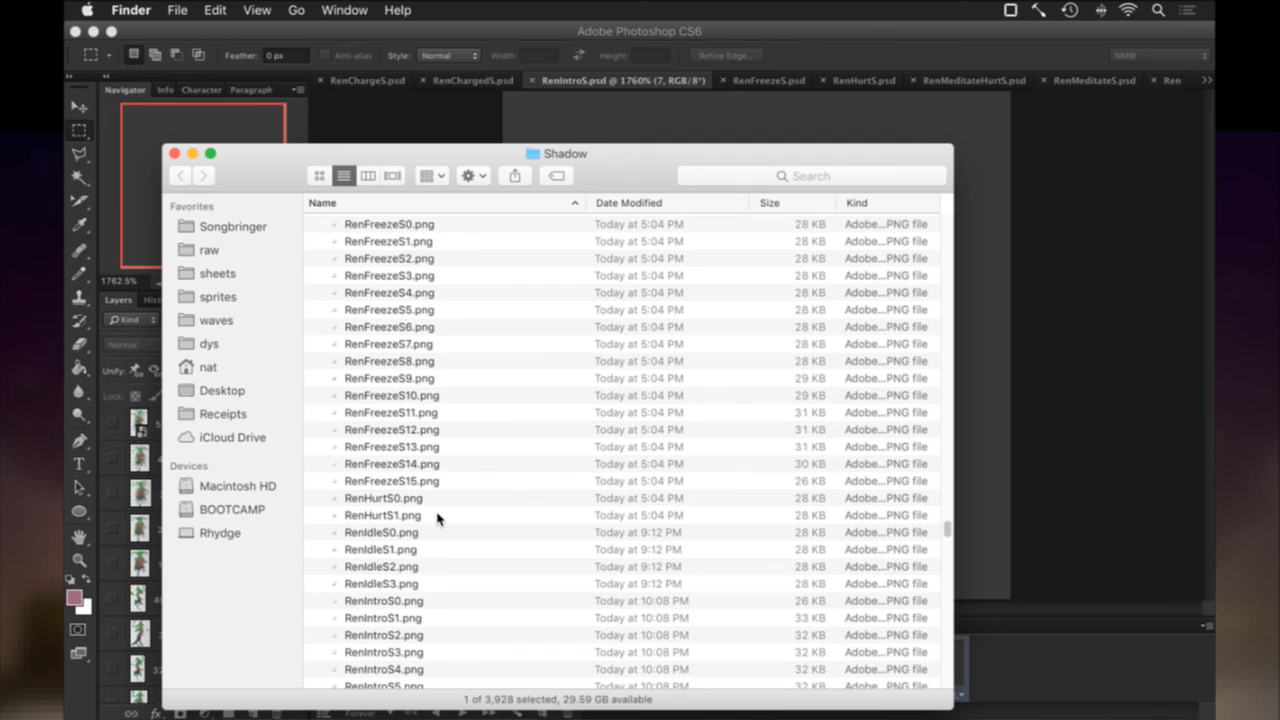 Finder File Edit View Go Window Help
Adobe Photoshop CS6
Feather: 0 px Anti-alias Style: Normal Width: Height: Refine Edge... NMW
RenChargeS.psd RenChargedS.psd RenIntroS.psd @ 1760% (7, RGB/8*) RenFreezeS.psd RenHurtS.psd RenMeditateHurtS.psd RenMeditateS.psd Ren
Navigator Info Character Paragraph
1762.5%
Layers Hist
Kind
Normal
Unify:
Lock:
Shadow
Search
Favorites
Songbringer
raw
sheets
sprites
waves
dys
nat
Desktop
Receipts
iCloud Drive
Devices
Macintosh HD
BOOTCAMP
Rhydge
Name Date Modified Size Kind
RenFreezeS0.png Today at 5:04 PM 28 KB Adobe...PNG file
RenFreezeS1.png Today at 5:04 PM 28 KB Adobe...PNG file
RenFreezeS2.png Today at 5:04 PM 28 KB Adobe...PNG file
RenFreezeS3.png Today at 5:04 PM 28 KB Adobe...PNG file
RenFreezeS4.png Today at 5:04 PM 28 KB Adobe...PNG file
RenFreezeS5.png Today at 5:04 PM 28 KB Adobe...PNG file
RenFreezeS6.png Today at 5:04 PM 28 KB Adobe...PNG file
RenFreezeS7.png Today at 5:04 PM 28 KB Adobe...PNG file
RenFreezeS8.png Today at 5:04 PM 28 KB Adobe...PNG file
RenFreezeS9.png Today at 5:04 PM 29 KB Adobe...PNG file
RenFreezeS10.png Today at 5:04 PM 29 KB Adobe...PNG file
RenFreezeS11.png Today at 5:04 PM 31 KB Adobe...PNG file
RenFreezeS12.png Today at 5:04 PM 31 KB Adobe...PNG file
RenFreezeS13.png Today at 5:04 PM 31 KB Adobe...PNG file
RenFreezeS14.png Today at 5:04 PM 30 KB Adobe...PNG file
RenFreezeS15.png Today at 5:04 PM 26 KB Adobe...PNG file
RenHurtS0.png Today at 5:04 PM 28 KB Adobe...PNG file
RenHurtS1.png Today at 5:04 PM 28 KB Adobe...PNG file
RenIdleS0.png Today at 9:12 PM 28 KB Adobe...PNG file
RenIdleS1.png Today at 9:12 PM 28 KB Adobe...PNG file
RenIdleS2.png Today at 9:12 PM 28 KB Adobe...PNG file
RenIdleS3.png Today at 9:12 PM 28 KB Adobe...PNG file
RenIntroS0.png Today at 10:08 PM 26 KB Adobe...PNG file
RenIntroS1.png Today at 10:08 PM 33 KB Adobe...PNG file
RenIntroS2.png Today at 10:08 PM 32 KB Adobe...PNG file
RenIntroS3.png Today at 10:08 PM 32 KB Adobe...PNG file
RenIntroS4.png Today at 10:08 PM 32 KB Adobe...PNG file
RenIntroS5.png Today at 10:08 PM 32 KB Adobe...PNG file
1 of 3,928 selected, 29.59 GB available
Forever